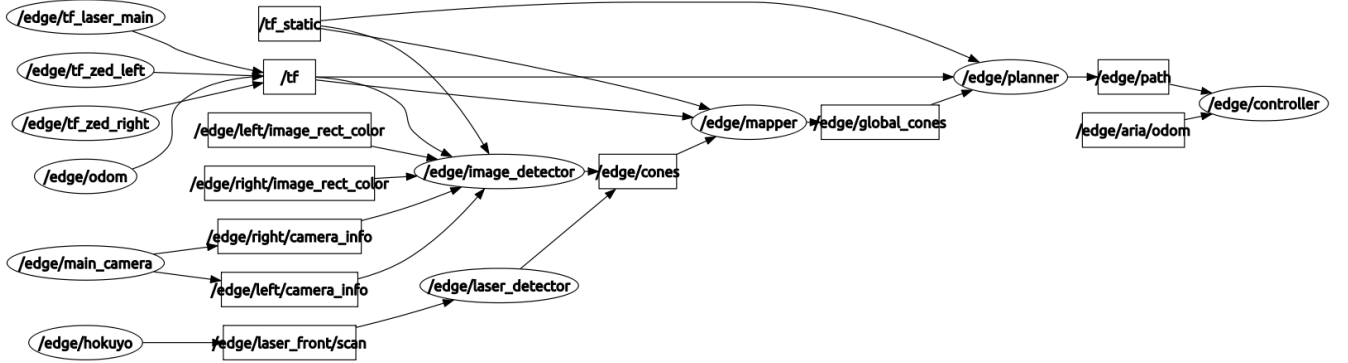 /edge/tf_laser_main
/tf_static
/edge/tf_zed_left
/tf
/edge/planner
/edge/path
/edge/controller
/edge/tf_zed_right
/edge/left/image_rect_color
/edge/mapper
/edge/global_cones
/edge/aria/odom
/edge/odom
/edge/right/image_rect_color
/edge/image_detector
/edge/cones
/edge/right/camera_info
/edge/main_camera
/edge/left/camera_info
/edge/laser_detector
/edge/hokuyo
/edge/laser_front/scan